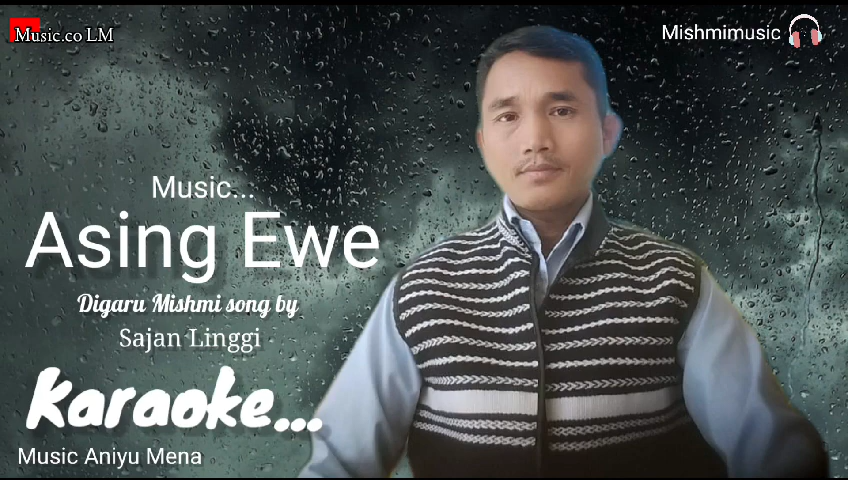 Music.co LM
Mishmimusic
Music...
Asing Ewe
Digaru Mishmi song by
Sajan Linggi
Karaoke...
Music Aniyu Mena